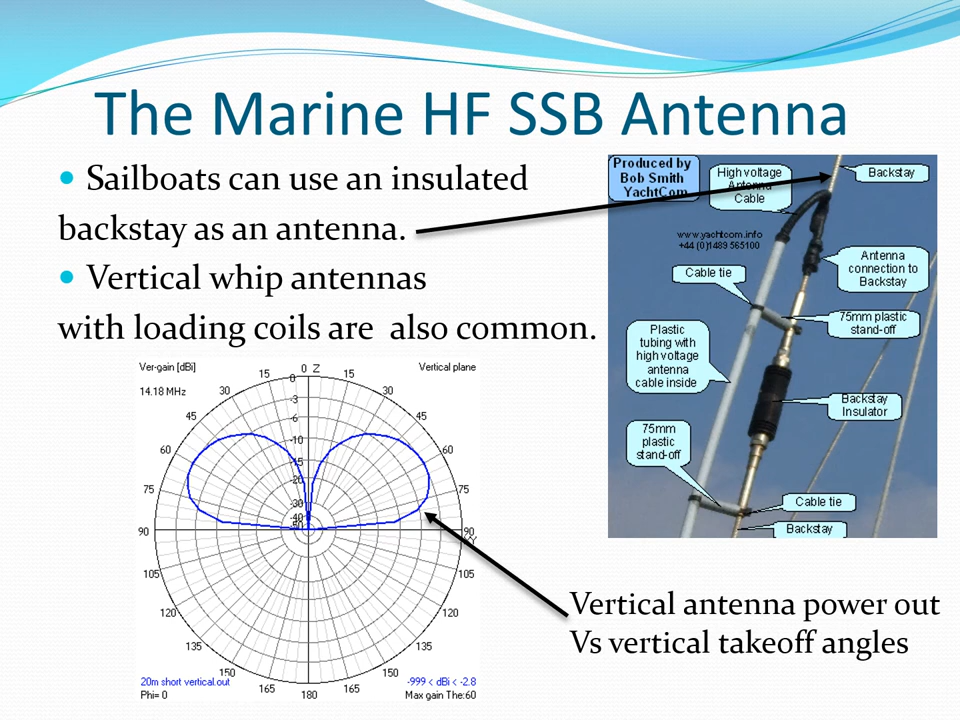 The Marine HF SSB Antenna
• Sailboats can use an insulated
backstay as an antenna.
• Vertical whip antennas
with loading coils are also common.
Produced by
Bob Smith
YachtCom
High voltage
Antenna
Cable
Backstay
www.yachtcom.info
+44 (0)1489 565100
Antenna
connection to
Backstay
Cable tie
75mm plastic
stand-off
Plastic
tubing with
high voltage
antenna
cable inside
Backstay
Insulator
75mm
plastic
stand-off
Cable tie
Backstay
Ver-gain [dBi]
0 Z
Vertical plane
14.18 MHz
15
15
30
30
45
45
60
60
75
75
90
90
105
105
120
120
135
135
150
150
165
180
165
0
-3
-6
-10
-15
-20
-30
-40
20m short vertical.out
-999 < dBi < -2.8
Phi= 0
Max gain The:60
Vertical antenna power out
Vs vertical takeoff angles